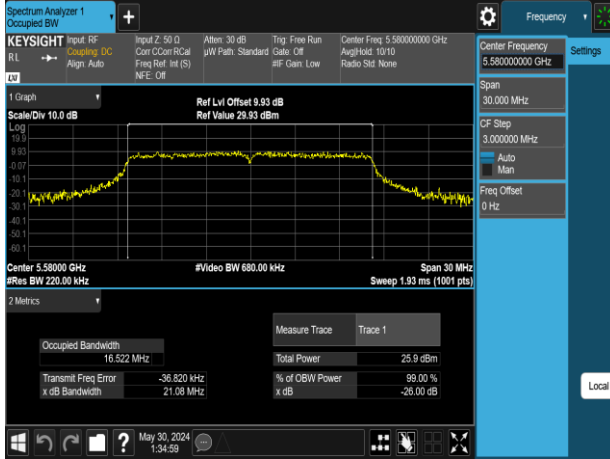 Spectrum Analyzer 1
Occupied BW
Frequency
KEYSIGHT
RL
LXI
Input: RF
Coupling: DC
Align: Auto
Input Z: 50 Ω
Corr CCorr RCal
Freq Ref: Int (S)
NFE: Off
Atten: 30 dB
µW Path: Standard
Trig: Free Run
Gate: Off
#IF Gain: Low
Center Freq: 5.580000000 GHz
Avg|Hold: 10/10
Radio Std: None
Center Frequency
5.580000000 GHz
Settings
Span
30.000 MHz
CF Step
3.000000 MHz
Auto
Man
Freq Offset
0 Hz
Local
1 Graph
Scale/Div 10.0 dB
Ref Lvl Offset 9.93 dB
Ref Value 29.93 dBm
Log
19.9
9.93
-0.07
-10.1
-20.1
-30.1
-40.1
-50.1
-60.1
Center 5.58000 GHz
#Res BW 220.00 kHz
#Video BW 680.00 kHz
Span 30 MHz
Sweep 1.93 ms (1001 pts)
2 Metrics
Measure Trace Trace 1
Occupied Bandwidth
16.522 MHz
Total Power 25.9 dBm
Transmit Freq Error -36.820 kHz
% of OBW Power 99.00 %
x dB Bandwidth 21.08 MHz
x dB -26.00 dB
May 30, 2024
1:34:59